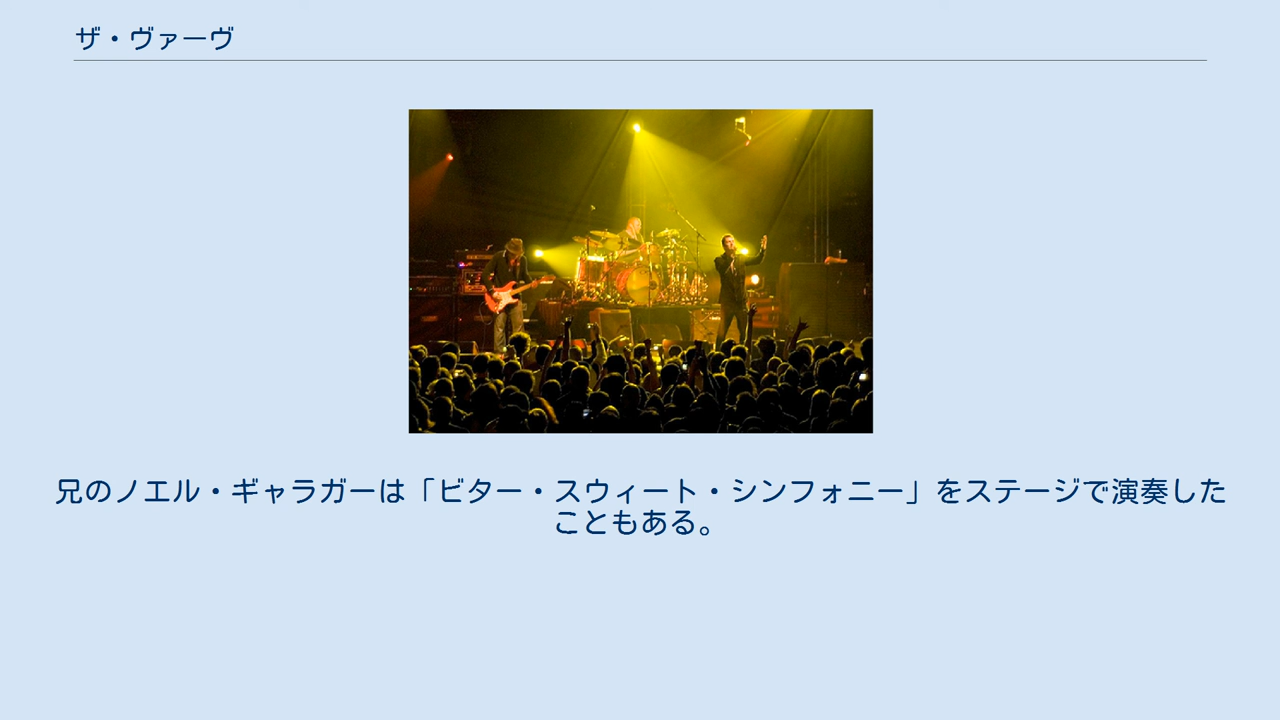 ザ・ヴァーヴ
兄のノエル・ギャラガーは「ビター・スウィート・シンフォニー」をステージで演奏した
こともある。